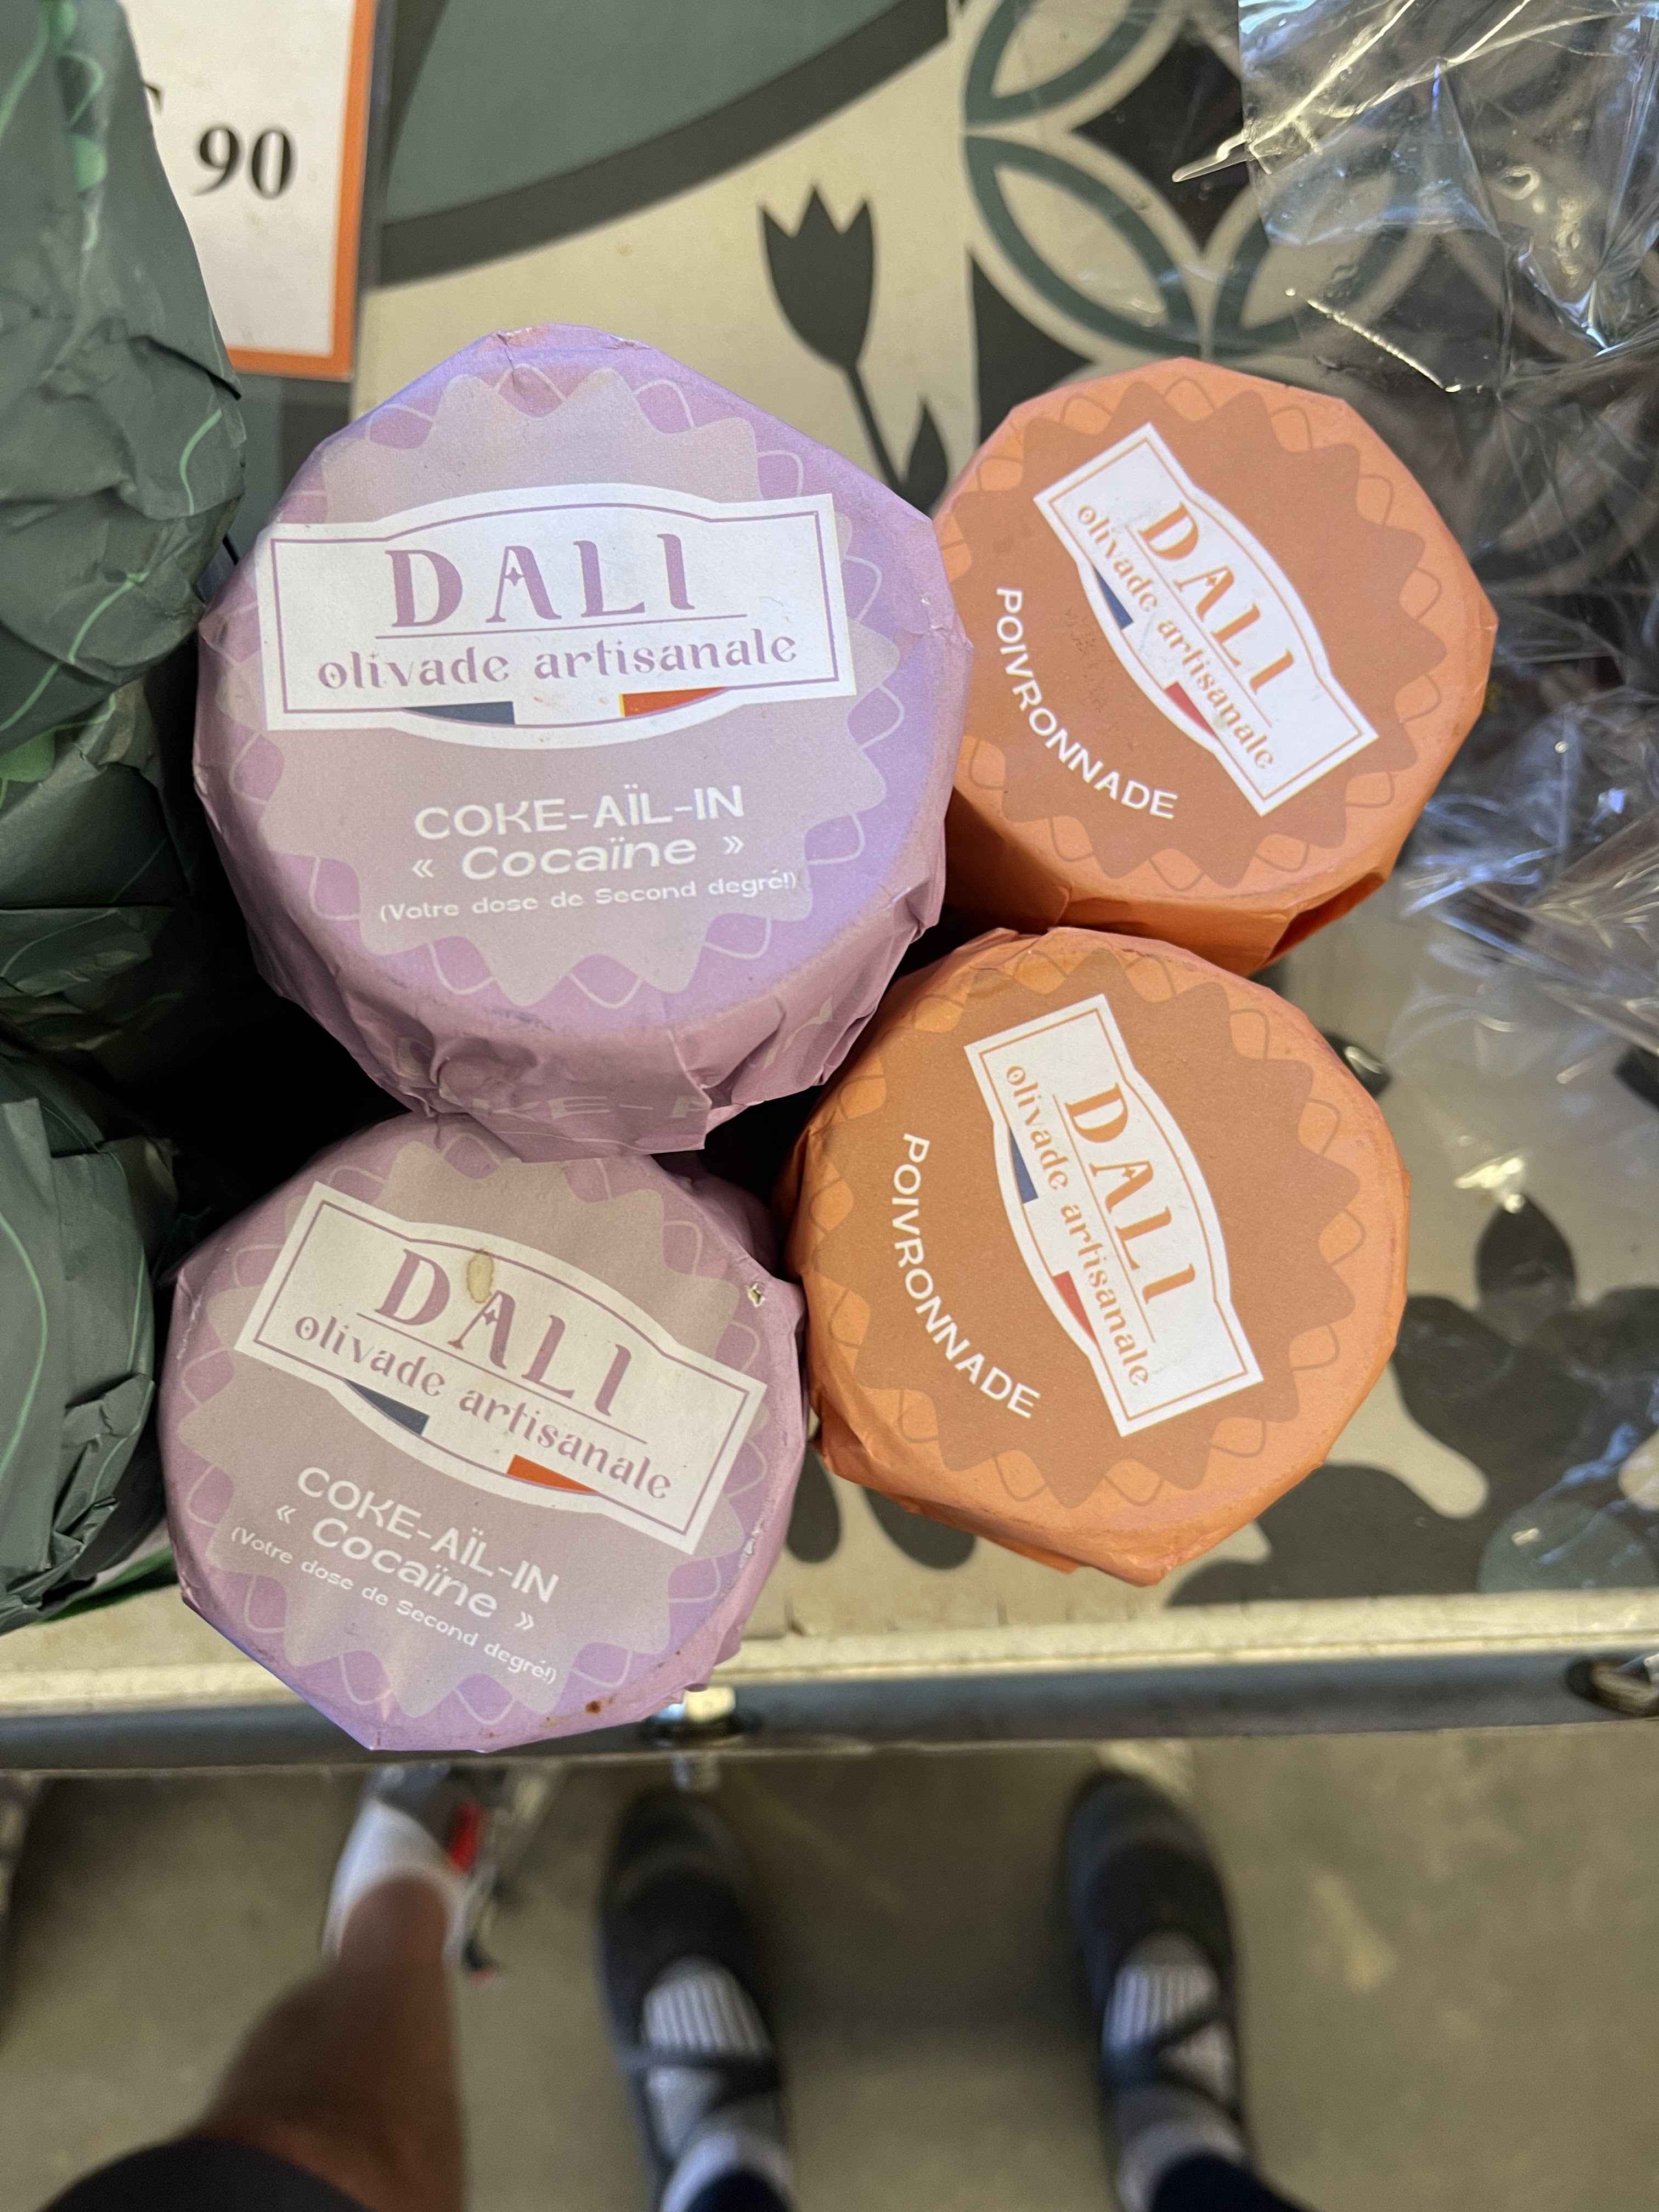 90
DALI
olivade artisanale
COKE-AÏL-IN
« Cocaïne »
(Votre dose de Second degré!)
DALI
olivade artisanale
POIVRONNADE
DALI
olivade artisanale
POIVRONNADE
DALI
olivade artisanale
COKE-AÏL-IN
« Cocaïne »
(Votre dose de Second degré!)